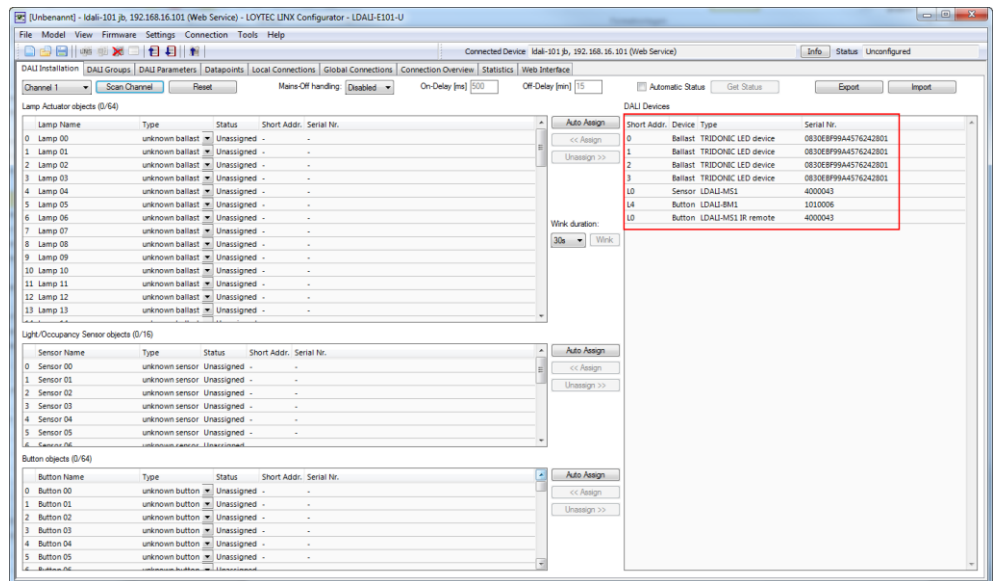 [Unbenannt] - ldali-101 jb, 192.168.16.101 (Web Service) - LOYTEC LINX Configurator - LDALI-E101-U
File Model View Firmware Settings Connection Tools Help
Connected Device ldali-101 jb, 192.168.16.101 (Web Service) Info Status Unconfigured
DALI Installation DALI Groups DALI Parameters Datapoints Local Connections Global Connections Connection Overview Statistics Web Interface
Channel 1 Scan Channel Reset Mains-Off handling: Disabled On-Delay [ms] 500 Off-Delay [min] 15 Automatic Status Get Status Export Import
Lamp Actuator objects (0/64)
Lamp Name Type Status Short Addr. Serial Nr.
0 Lamp 00 unknown ballast Unassigned - -
1 Lamp 01 unknown ballast Unassigned - -
2 Lamp 02 unknown ballast Unassigned - -
3 Lamp 03 unknown ballast Unassigned - -
4 Lamp 04 unknown ballast Unassigned - -
5 Lamp 05 unknown ballast Unassigned - -
6 Lamp 06 unknown ballast Unassigned - -
7 Lamp 07 unknown ballast Unassigned - -
8 Lamp 08 unknown ballast Unassigned - -
9 Lamp 09 unknown ballast Unassigned - -
10 Lamp 10 unknown ballast Unassigned - -
11 Lamp 11 unknown ballast Unassigned - -
12 Lamp 12 unknown ballast Unassigned - -
13 Lamp 13 unknown ballast Unassigned - -
Auto Assign
<< Assign
Unassign >>
Wink duration:
30s Wink
DALI Devices
Short Addr. Device Type Serial Nr.
0 Ballast TRIDONIC LED device 0830EBF99A4576242801
1 Ballast TRIDONIC LED device 0830EBF99A4576242801
2 Ballast TRIDONIC LED device 0830EBF99A4576242801
3 Ballast TRIDONIC LED device 0830EBF99A4576242801
L0 Sensor LDALI-MS1 4000043
L4 Button LDALI-BM1 1010006
L0 Button LDALI-MS1 IR remote 4000043
Light/Occupancy Sensor objects (0/16)
Sensor Name Type Status Short Addr. Serial Nr.
0 Sensor 00 unknown sensor Unassigned - -
1 Sensor 01 unknown sensor Unassigned - -
2 Sensor 02 unknown sensor Unassigned - -
3 Sensor 03 unknown sensor Unassigned - -
4 Sensor 04 unknown sensor Unassigned - -
5 Sensor 05 unknown sensor Unassigned - -
6 Sensor 06 unknown sensor Unassigned
Auto Assign
<< Assign
Unassign >>
Button objects (0/64)
Button Name Type Status Short Addr. Serial Nr.
0 Button 00 unknown button Unassigned - -
1 Button 01 unknown button Unassigned - -
2 Button 02 unknown button Unassigned - -
3 Button 03 unknown button Unassigned - -
4 Button 04 unknown button Unassigned - -
5 Button 05 unknown button Unassigned - -
6 Button 06 unknown button Unassigned
Auto Assign
<< Assign
Unassign >>